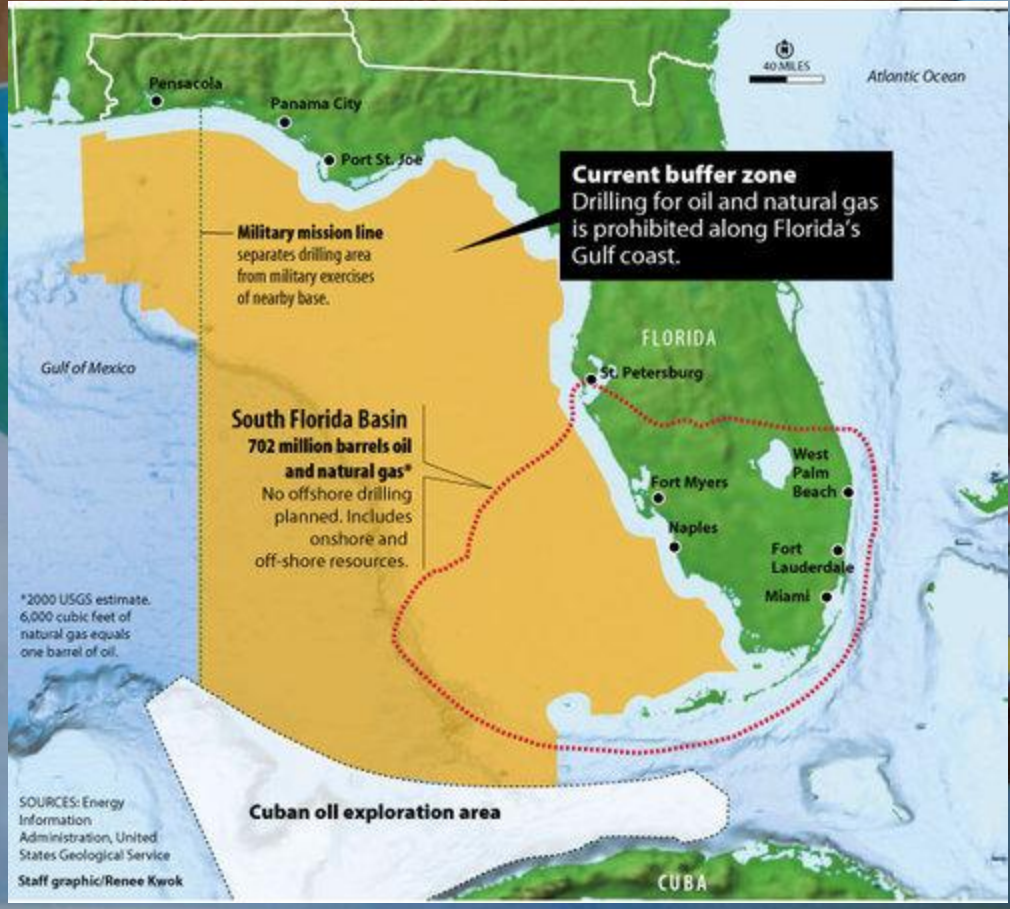 Pensacola
Panama City
Port St. Joe
N
40 MILES
Atlantic Ocean
Current buffer zone
Drilling for oil and natural gas
is prohibited along Florida's
Gulf coast.
Military mission line
separates drilling area
from military exercises
of nearby base.
Gulf of Mexico
FLORIDA
St. Petersburg
South Florida Basin
702 million barrels oil
and natural gas*
No offshore drilling
planned. Includes
onshore and
off-shore resources.
West
Palm
Beach
Fort Myers
Naples
Fort
Lauderdale
Miami
*2000 USGS estimate.
6,000 cubic feet of
natural gas equals
one barrel of oil.
Cuban oil exploration area
SOURCES: Energy
Information
Administration, United
States Geological Service
Staff graphic/Renee Kwok
CUBA